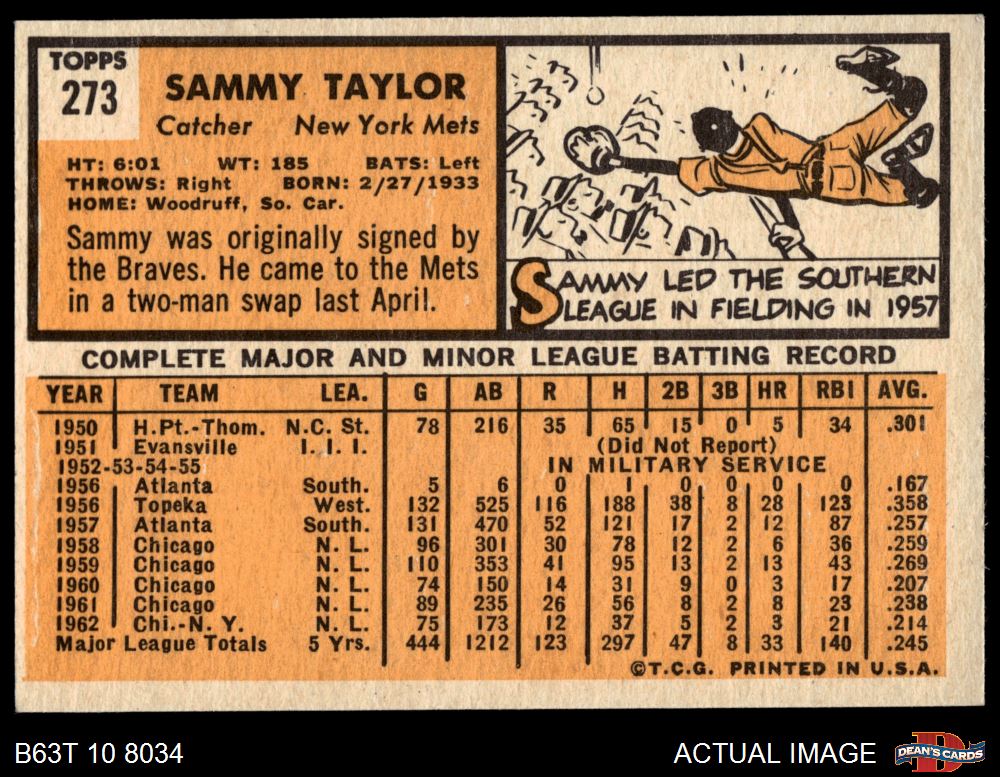 TOPPS
273
SAMMY TAYLOR
Catcher New York Mets
HT: 6:01 WT: 185 BATS: Left
THROWS: Right BORN: 2/27/1933
HOME: Woodruff, So. Car.
Sammy was originally signed by
the Braves. He came to the Mets
in a two-man swap last April.
SAMMY LED THE SOUTHERN
LEAGUE IN FIELDING IN 1957
COMPLETE MAJOR AND MINOR LEAGUE BATTING RECORD
YEAR TEAM LEA. G AB R H 2B 3B HR RBI AVG.
1950 H.Pt.-Thom. N.C. St. 78 216 35 65 15 0 5 34 .301
1951 Evansville I. I. I. (Did Not Report)
1952-53-54-55 IN MILITARY SERVICE
1956 Atlanta South. 5 6 0 1 0 0 0 0 .167
1956 Topeka West. 132 525 116 188 38 8 28 123 .358
1957 Atlanta South. 131 470 52 121 17 2 12 87 .257
1958 Chicago N. L. 96 301 30 78 12 2 6 36 .259
1959 Chicago N. L. 110 353 41 95 13 2 13 43 .269
1960 Chicago N. L. 74 150 14 31 9 0 3 17 .207
1961 Chicago N. L. 89 235 26 56 8 2 8 23 .238
1962 Chi.-N. Y. N. L. 75 173 12 37 5 2 3 21 .214
Major League Totals 5 Yrs. 444 1212 123 297 47 8 33 140 .245
©T.C.G. PRINTED IN U.S.A.
B63T 10 8034 ACTUAL IMAGE
D
DEAN'S CARDS